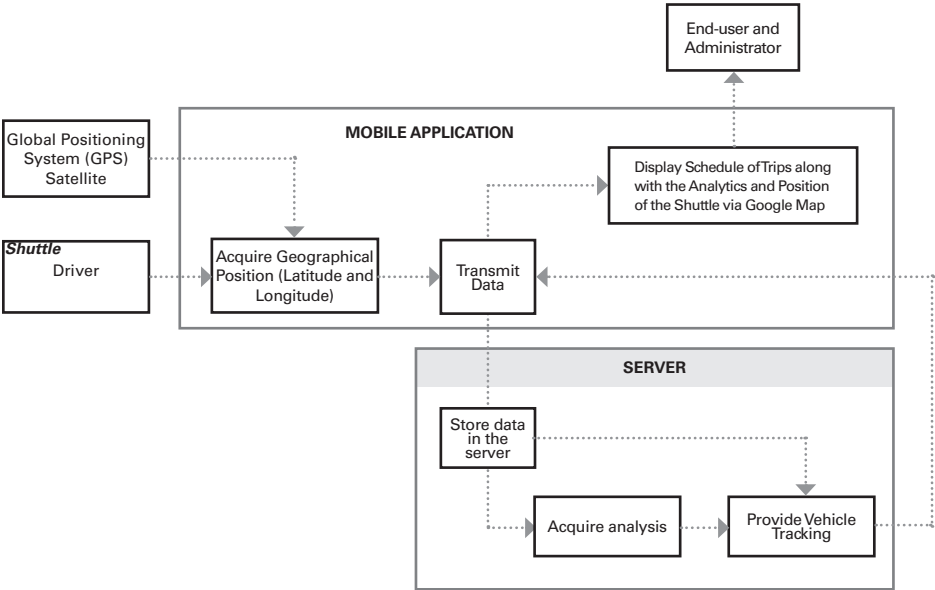 End-user and
Administrator
MOBILE APPLICATION
Global Positioning
System (GPS)
Satellite
Display Schedule of Trips along
with the Analytics and Position
of the Shuttle via Google Map
Shuttle
Driver
Acquire Geographical
Position (Latitude and
Longitude)
Transmit
Data
SERVER
Store data
in the
server
Acquire analysis
Provide Vehicle
Tracking